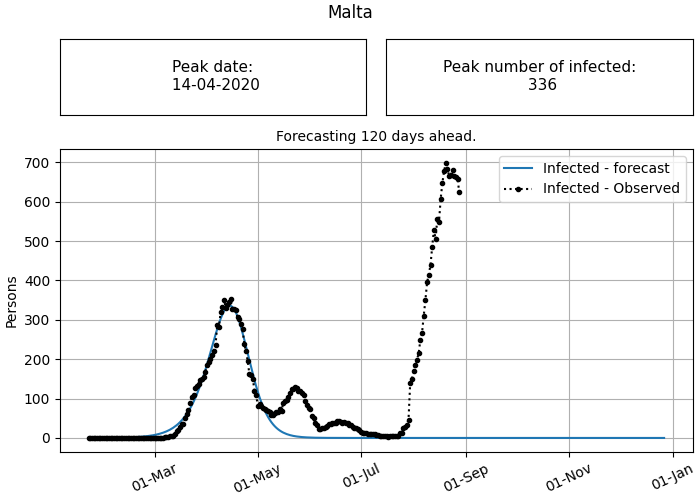 Malta
Peak date:
14-04-2020
Peak number of infected:
336
Forecasting 120 days ahead.
Infected - forecast
Infected - Observed
Persons
700
600
500
400
300
200
100
0
01-Mar
01-May
01-Jul
01-Sep
01-Nov
01-Jan